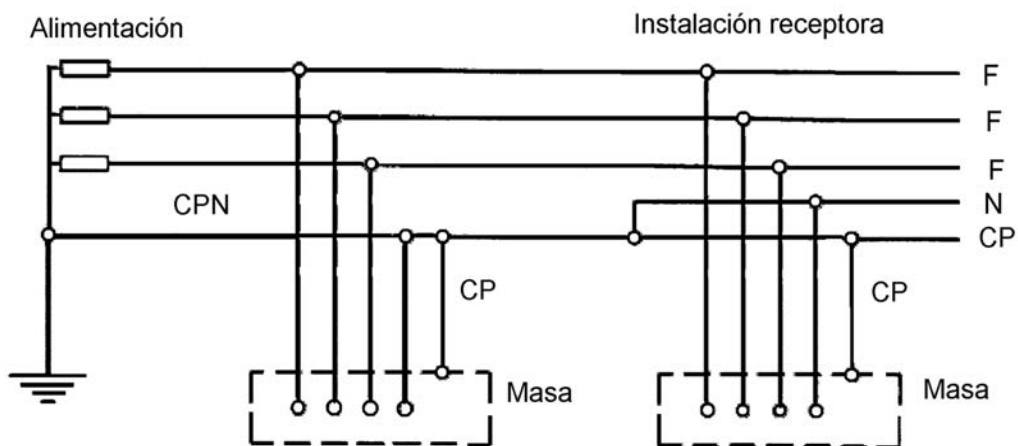 Alimentación
Instalación receptora
F
F
F
CPN
N
CP
CP
CP
Masa
Masa